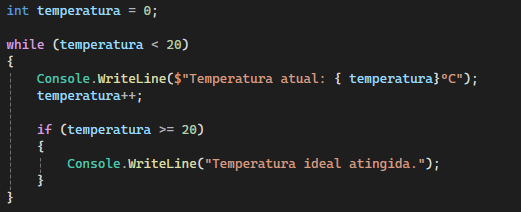 int temperatura = 0;
while (temperatura < 20)
{
Console.WriteLine($"Temperatura atual: { temperatura}ºC");
temperatura++;
if (temperatura >= 20)
{
Console.WriteLine("Temperatura ideal atingida.");
}
}